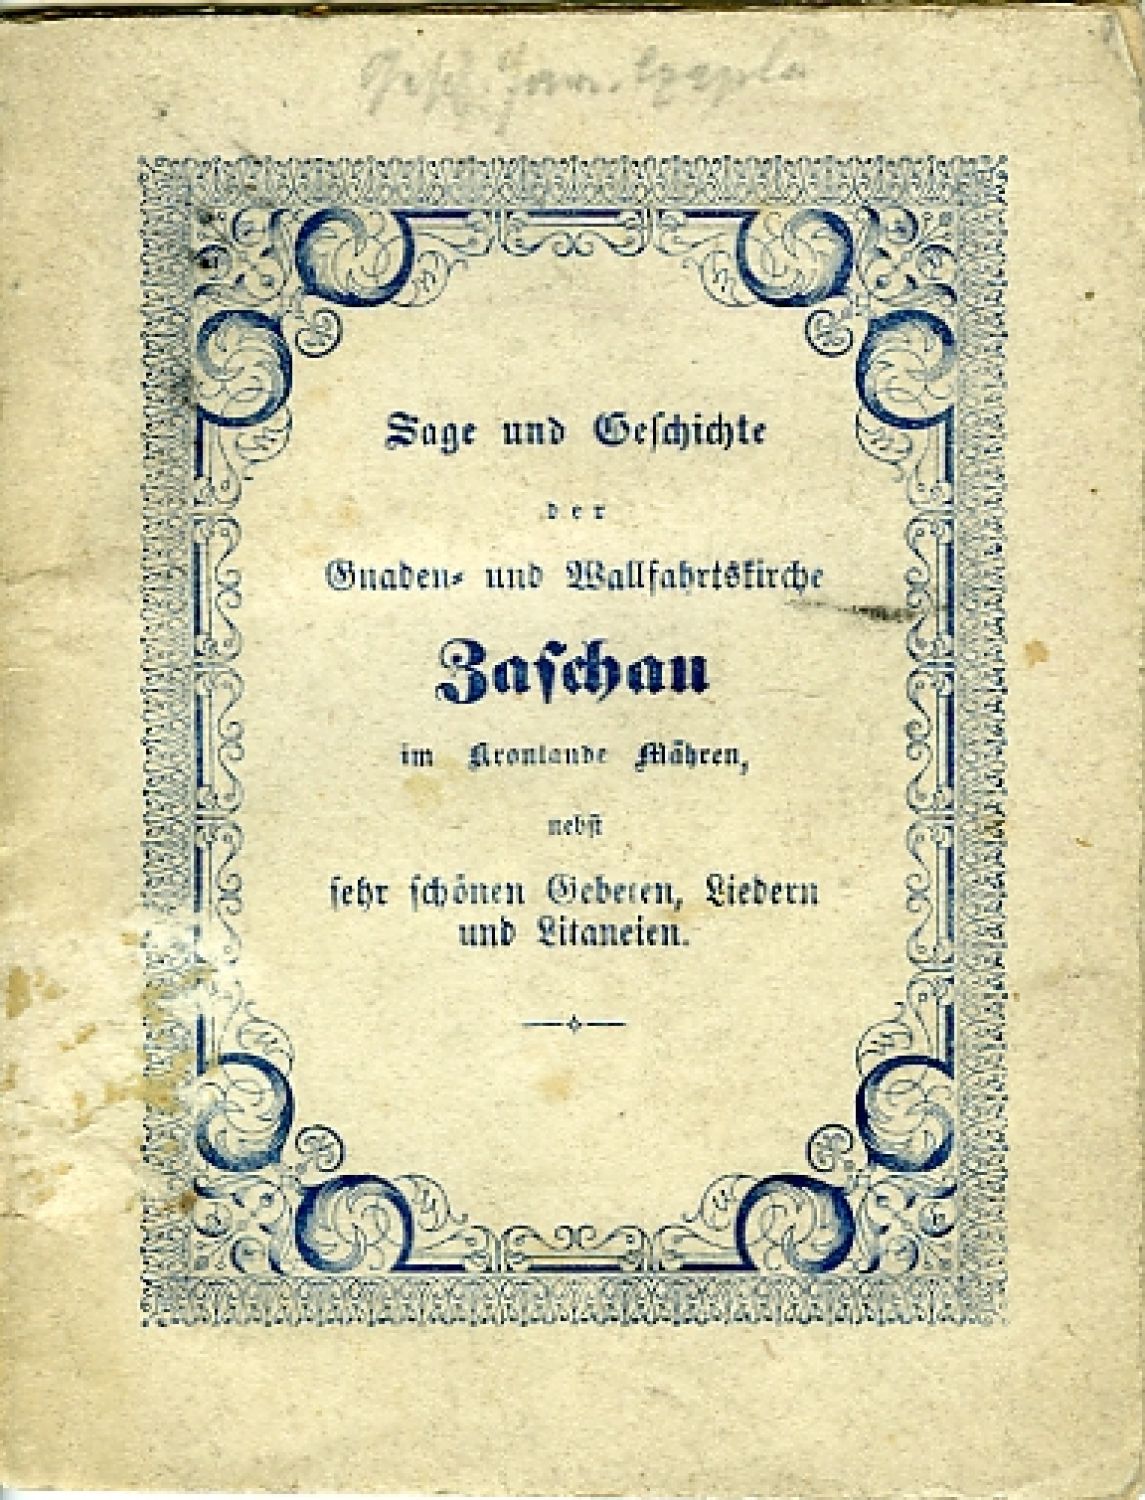 Sage und Geſchichte
der
Gnaden- und Wallfahrtskirche
Zaſchau
im Kronlande Mähren,
nebſt
ſehr ſchönen Gebeten, Liedern
und Litaneien.